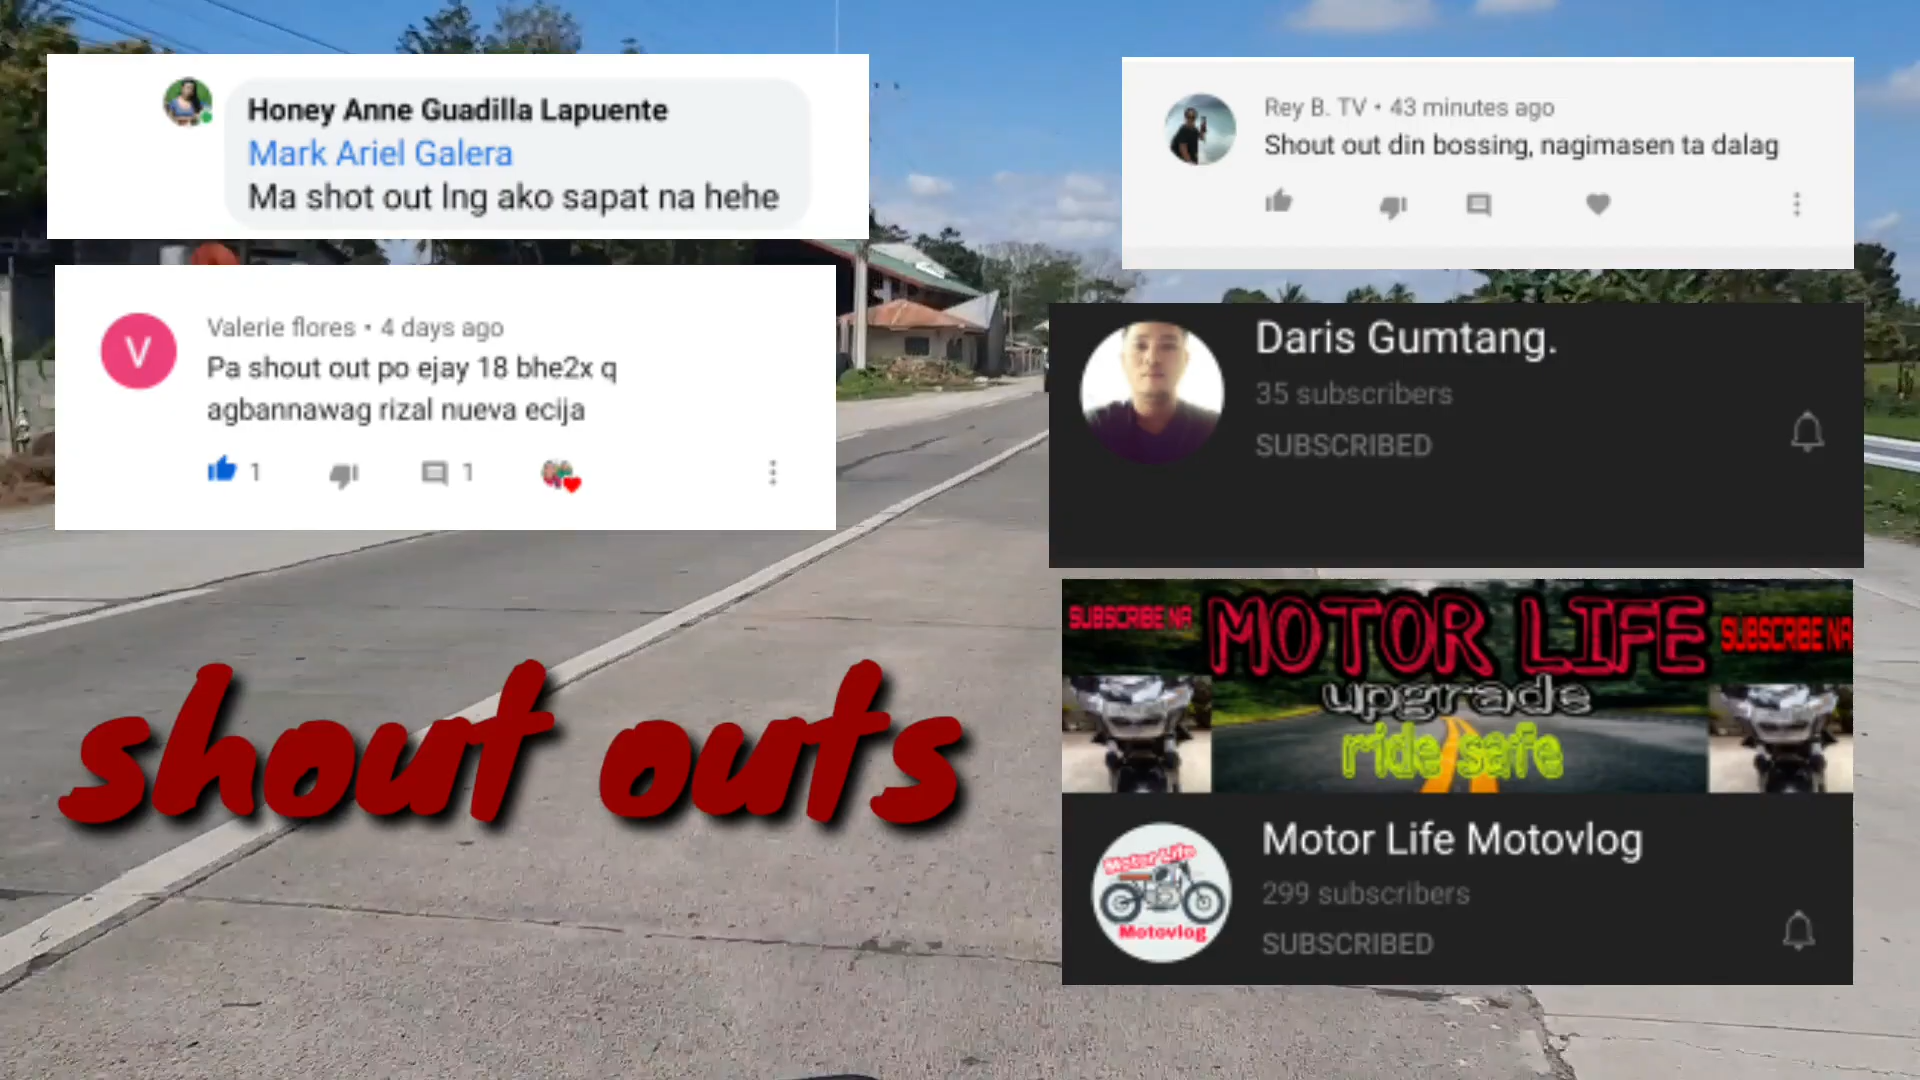 Honey Anne Guadilla Lapuente
Mark Ariel Galera
Ma shot out lng ako sapat na hehe
Valerie flores • 4 days ago
Pa shout out po ejay 18 bhe2x q
agbannawag rizal nueva ecija
1
1
V
shout outs
Rey B. TV • 43 minutes ago
Shout out din bossing, nagimasen ta dalag
Daris Gumtang.
35 subscribers
SUBSCRIBED
SUBSCRIBE NA
MOTOR LIFE
SUBSCRIBE NA
upgrade
ride safe
Motor Life
Motovlog
Motor Life Motovlog
299 subscribers
SUBSCRIBED